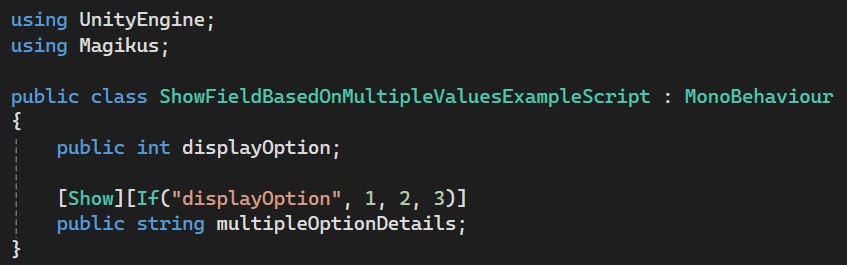 using UnityEngine;
using Magikus;

public class ShowFieldBasedOnMultipleValuesExampleScript : MonoBehaviour
{
    public int displayOption;

    [Show][If("displayOption", 1, 2, 3)]
    public string multipleOptionDetails;
}